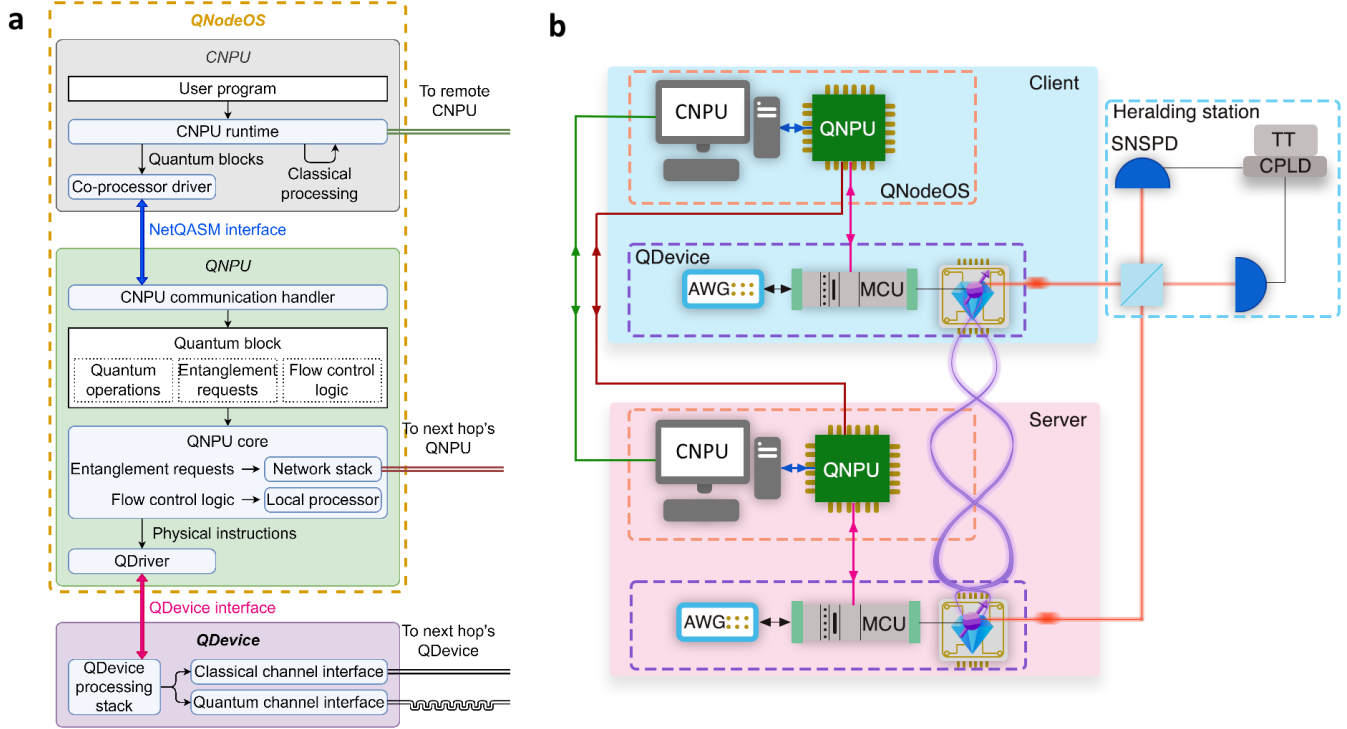 a
QNodeOS
CNPU
User program
CNPU runtime
To remote
CNPU
Quantum blocks
Classical
processing
Co-processor driver
NetQASM interface
QNPU
CNPU communication handler
Quantum block
Quantum
operations
Entanglement
requests
Flow control
logic
QNPU core
To next hop's
QNPU
Entanglement requests
Network stack
Flow control logic
Local processor
Physical instructions
QDriver
QDevice interface
QDevice
To next hop's
QDevice
QDevice
processing
stack
Classical channel interface
Quantum channel interface
b
Client
CNPU
QNPU
QNodeOS
QDevice
AWG
MCU
Heralding station
SNSPD
TT
CPLD
Server
CNPU
QNPU
AWG
MCU